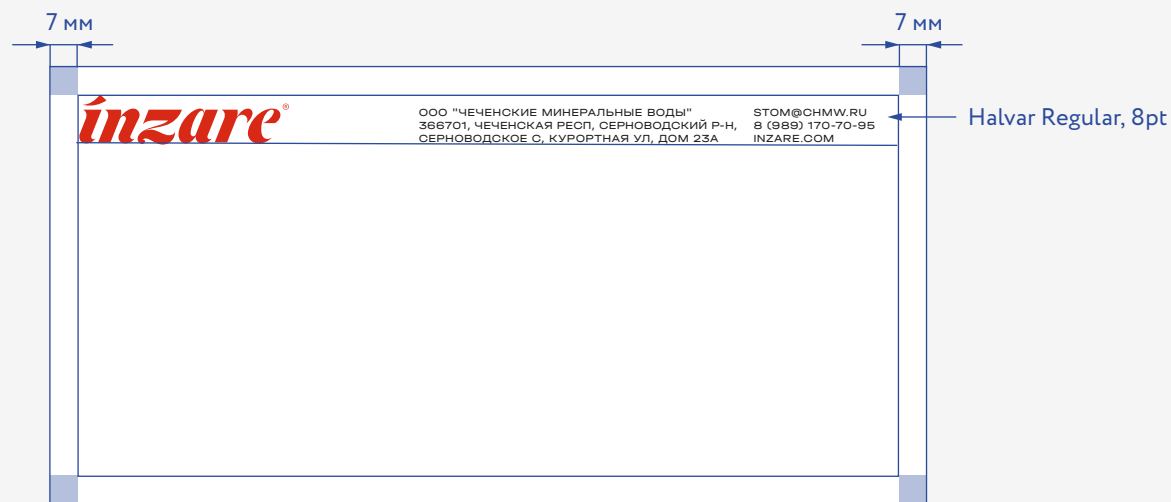 7 мм
7 мм
ínzare®
ООО "ЧЕЧЕНСКИЕ МИНЕРАЛЬНЫЕ ВОДЫ"
366701, ЧЕЧЕНСКАЯ РЕСП, СЕРНОВОДСКИЙ Р-Н,
СЕРНОВОДСКОЕ С, КУРОРТНАЯ УЛ, ДОМ 23А
STOM@CHMW.RU
8 (989) 170-70-95
INZARE.COM
Halvar Regular, 8pt